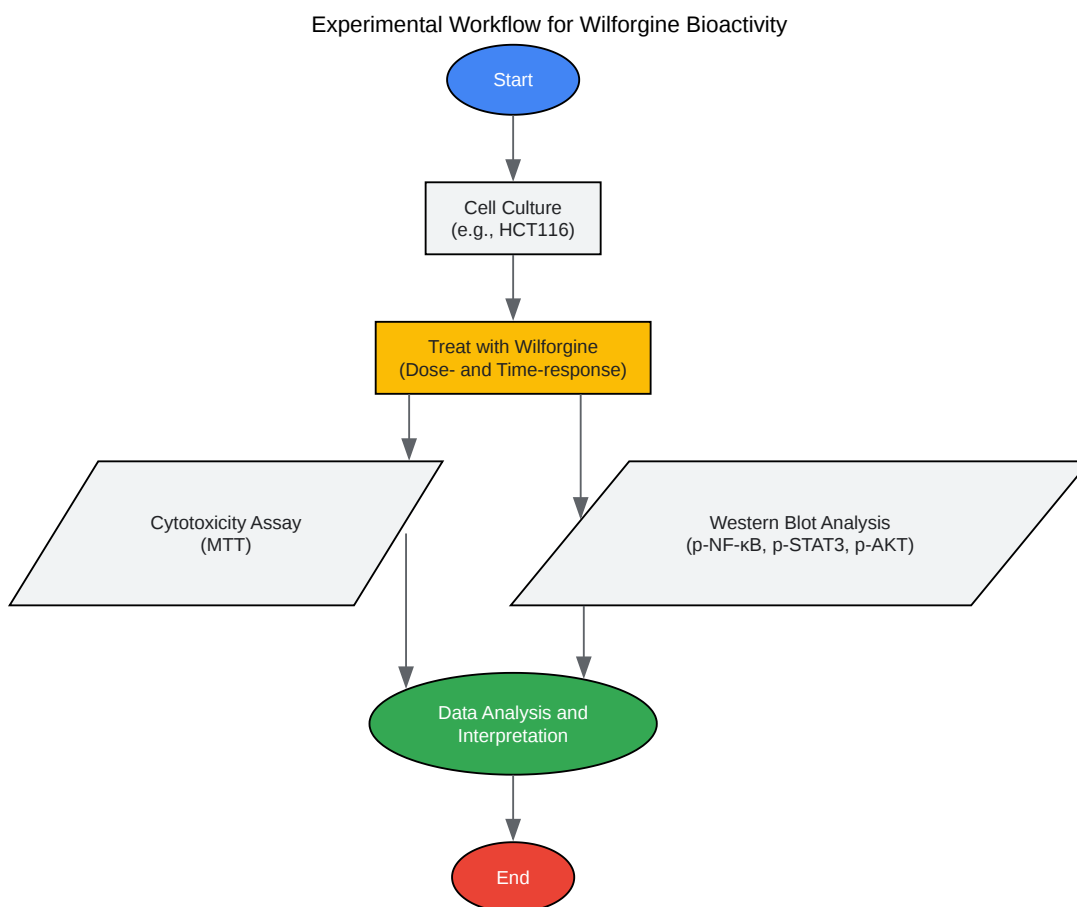 Experimental Workflow for Wilforgine Bioactivity
Start
Cell Culture
(e.g., HCT116)
Treat with Wilforgine
(Dose- and Time-response)
Cytotoxicity Assay
(MTT)
Western Blot Analysis
(p-NF-κB, p-STAT3, p-AKT)
Data Analysis and
Interpretation
End